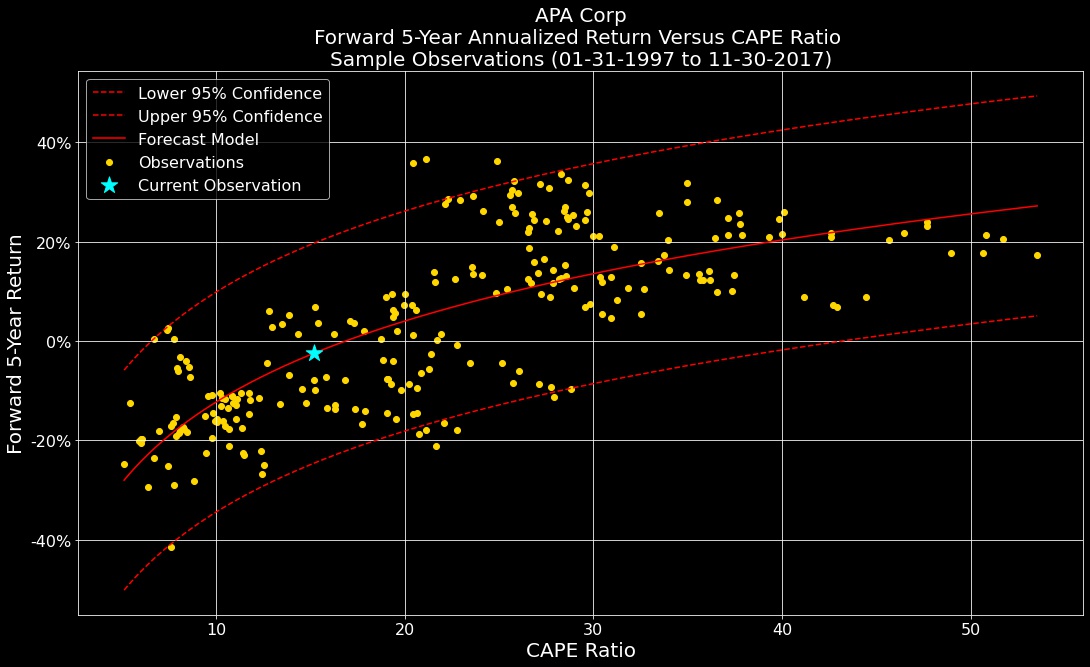 APA Corp
Forward 5-Year Annualized Return Versus CAPE Ratio
Sample Observations (01-31-1997 to 11-30-2017)
Lower 95% Confidence
Upper 95% Confidence
Forecast Model
Observations
Current Observation
Forward 5-Year Return
40%
20%
0%
-20%
-40%
10
20
30
40
50
CAPE Ratio